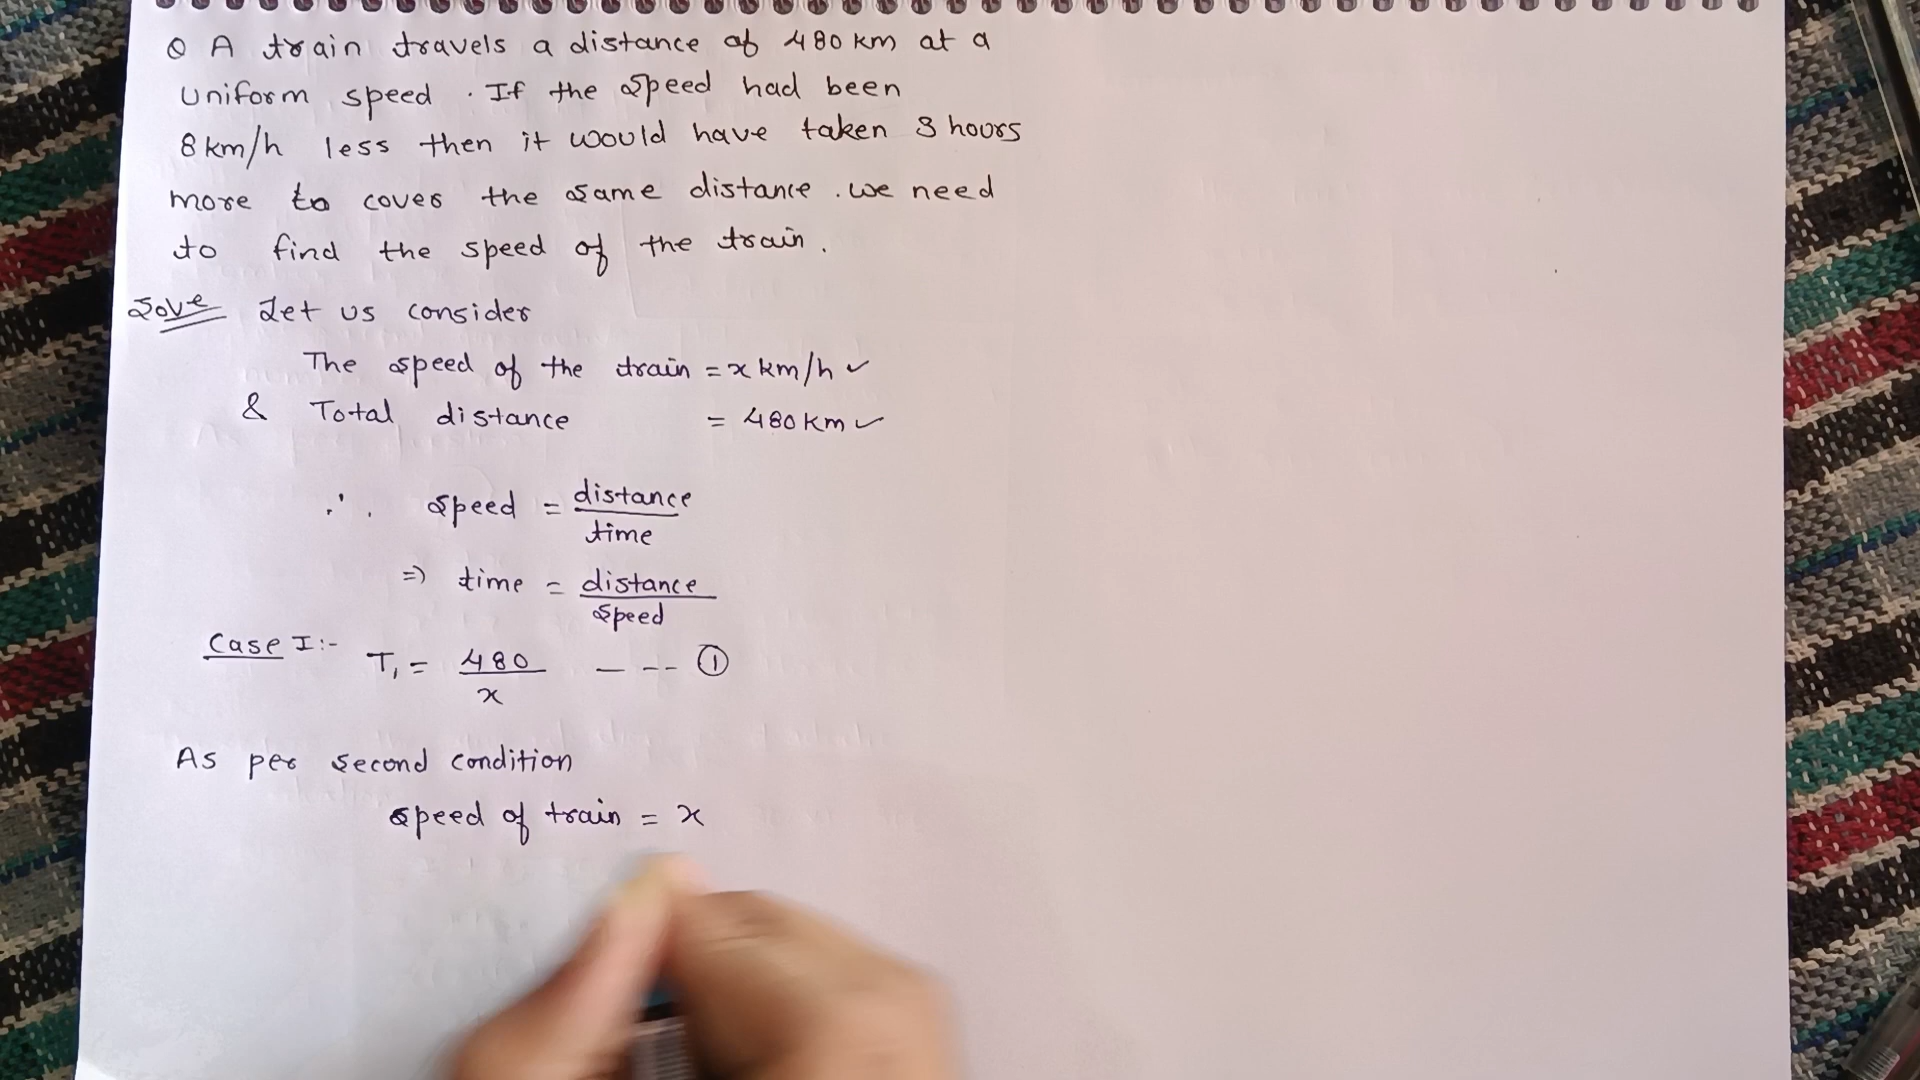 Q A train travels a distance of 480 km at a
uniform speed. If the speed had been
8 km/h less then it would have taken 3 hours
more to cover the same distance. we need
to find the speed of the train.
Sove Let us consider
The speed of the train = x km/h ✓
& Total distance = 480 km ✓
∴ speed = distance/time
⇒ time = distance/speed
Case I:- T₁ = 480/x — -- ①
As per second condition
speed of train = x